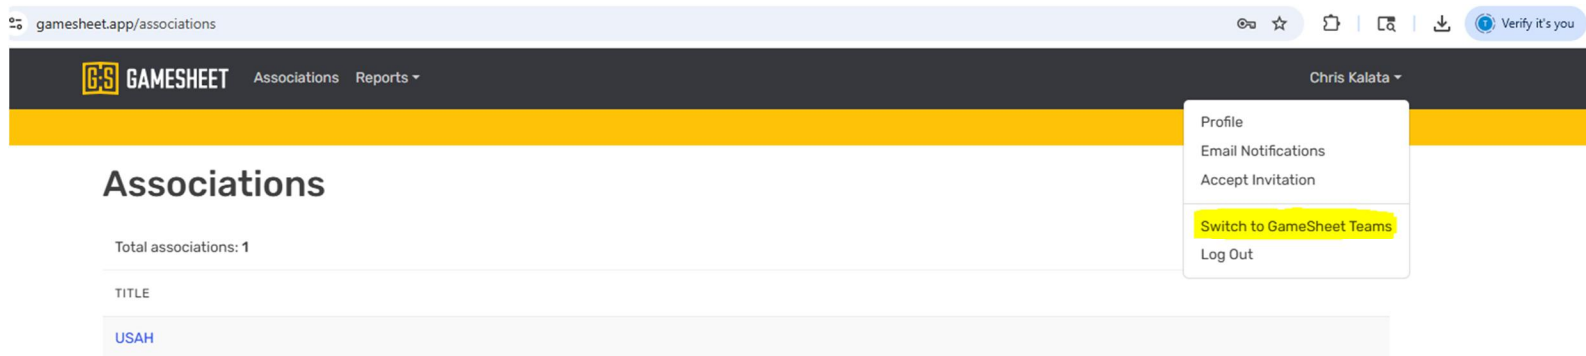 gamesheet.app/associations
Verify it's you
G:S GAMESHEET Associations Reports Chris Kalata
Profile
Email Notifications
Accept Invitation
Switch to GameSheet Teams
Log Out
Associations
Total associations: 1
TITLE
USAH